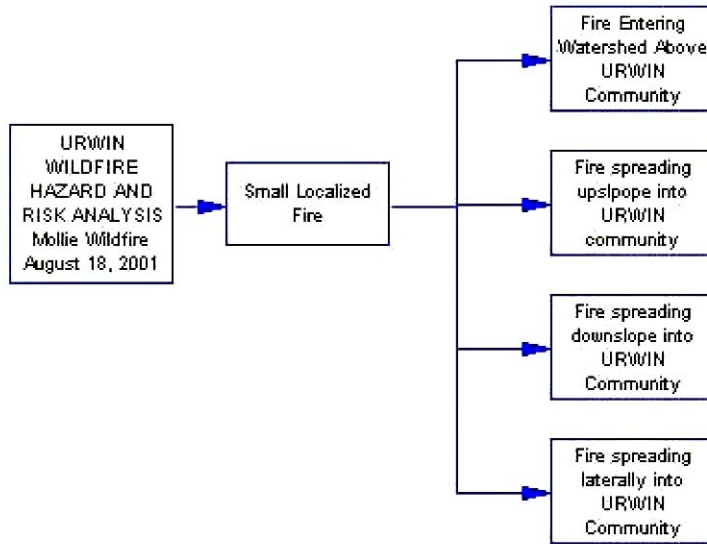 URWIN
WILDFIRE
HAZARD AND
RISK ANALYSIS
Mollie Wildfire
August 18, 2001
Small Localized
Fire
Fire Entering
Watershed Above
URWIN
Community
Fire spreading
upslpope into
URWIN
community
Fire spreading
downslope into
URWIN
Community
Fire spreading
laterally into
URWIN
Community